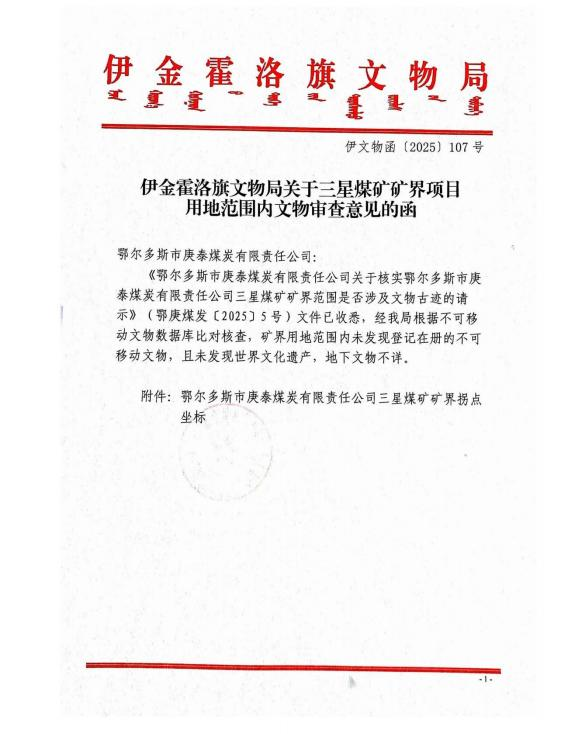 伊金霍洛旗文物局
伊文物函〔2025〕107号
伊金霍洛旗文物局关于三星煤矿矿界项目
用地范围内文物审查意见的函
鄂尔多斯市庚泰煤炭有限责任公司：
《鄂尔多斯市庚泰煤炭有限责任公司关于核实鄂尔多斯市庚
泰煤炭有限责任公司三星煤矿矿界范围是否涉及文物古迹的请
示》（鄂庚煤发〔2025〕5号）文件已收悉，经我局根据不可移
动文物数据库比对核查，矿界用地范围内未发现登记在册的不可
移动文物，且未发现世界文化遗产，地下文物不详。
附件：鄂尔多斯市庚泰煤炭有限责任公司三星煤矿矿界拐点
坐标
-1-